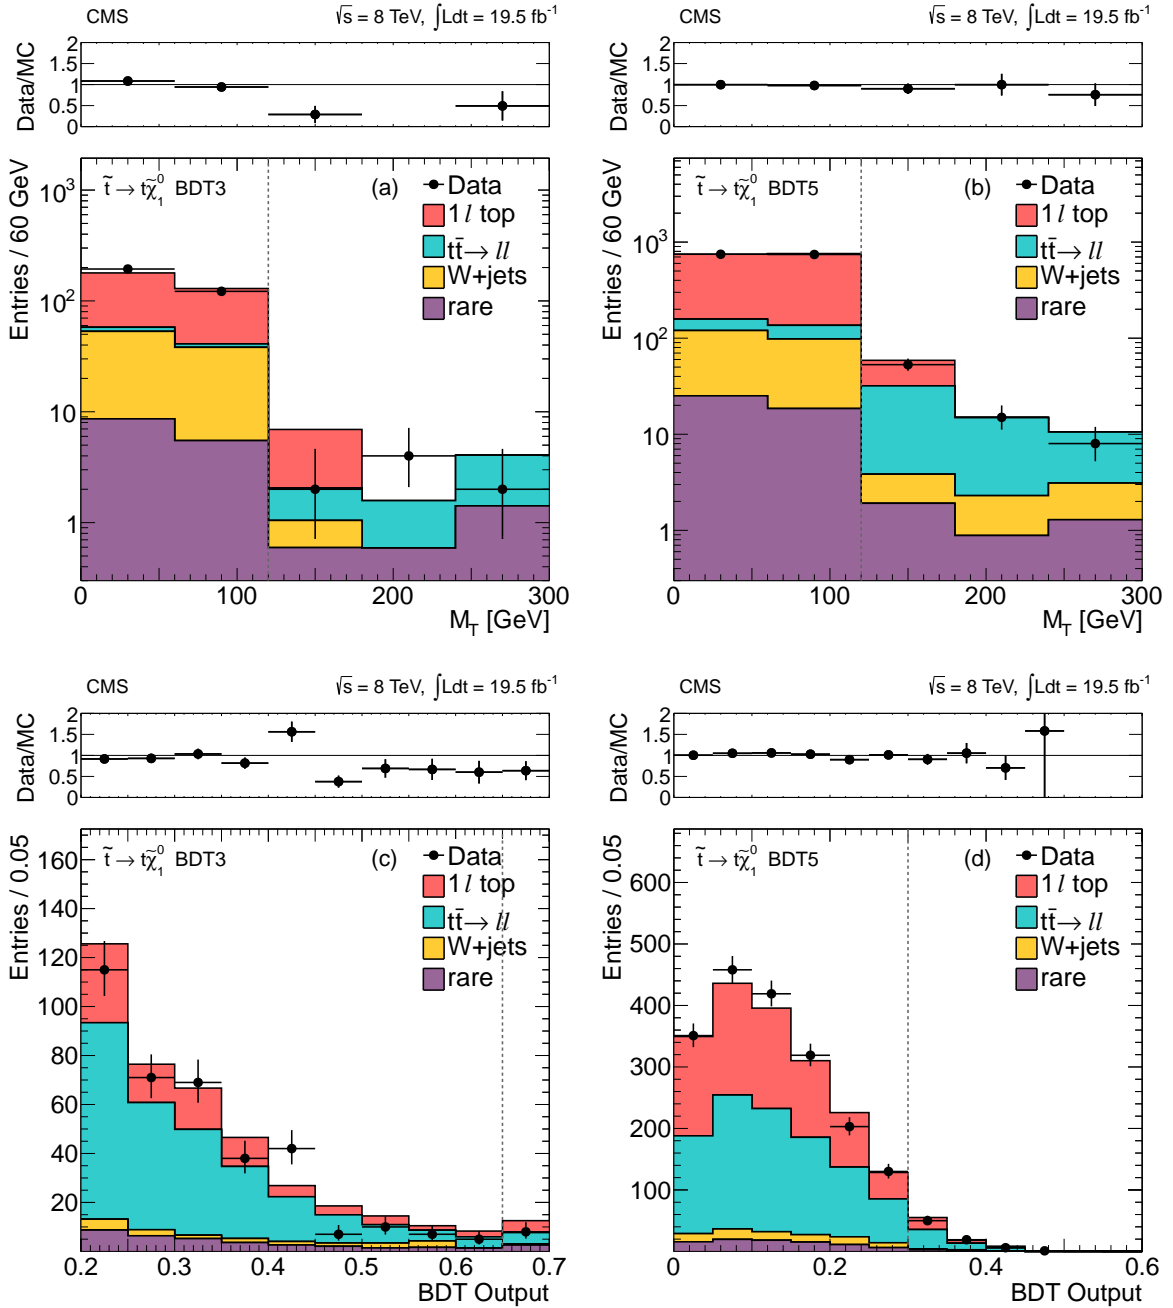 CMS √s = 8 TeV, ∫Ldt = 19.5 fb⁻¹
Data/MC
2
1.5
1
0.5
0
t̃ → tχ̃₁⁰ BDT3 (a)
Data
1 l top
tt̄ → ll
W+jets
rare
Entries / 60 GeV
10³
10²
10
1
0 100 200 300
M_T [GeV]
CMS √s = 8 TeV, ∫Ldt = 19.5 fb⁻¹
Data/MC
2
1.5
1
0.5
0
t̃ → tχ̃₁⁰ BDT5 (b)
Data
1 l top
tt̄ → ll
W+jets
rare
Entries / 60 GeV
10³
10²
10
1
0 100 200 300
M_T [GeV]
CMS √s = 8 TeV, ∫Ldt = 19.5 fb⁻¹
Data/MC
2
1.5
1
0.5
0
t̃ → tχ̃₁⁰ BDT3 (c)
Data
1 l top
tt̄ → ll
W+jets
rare
Entries / 0.05
160
140
120
100
80
60
40
20
0.2 0.3 0.4 0.5 0.6 0.7
BDT Output
CMS √s = 8 TeV, ∫Ldt = 19.5 fb⁻¹
Data/MC
2
1.5
1
0.5
0
t̃ → tχ̃₁⁰ BDT5 (d)
Data
1 l top
tt̄ → ll
W+jets
rare
Entries / 0.05
600
500
400
300
200
100
0 0.2 0.4 0.6
BDT Output